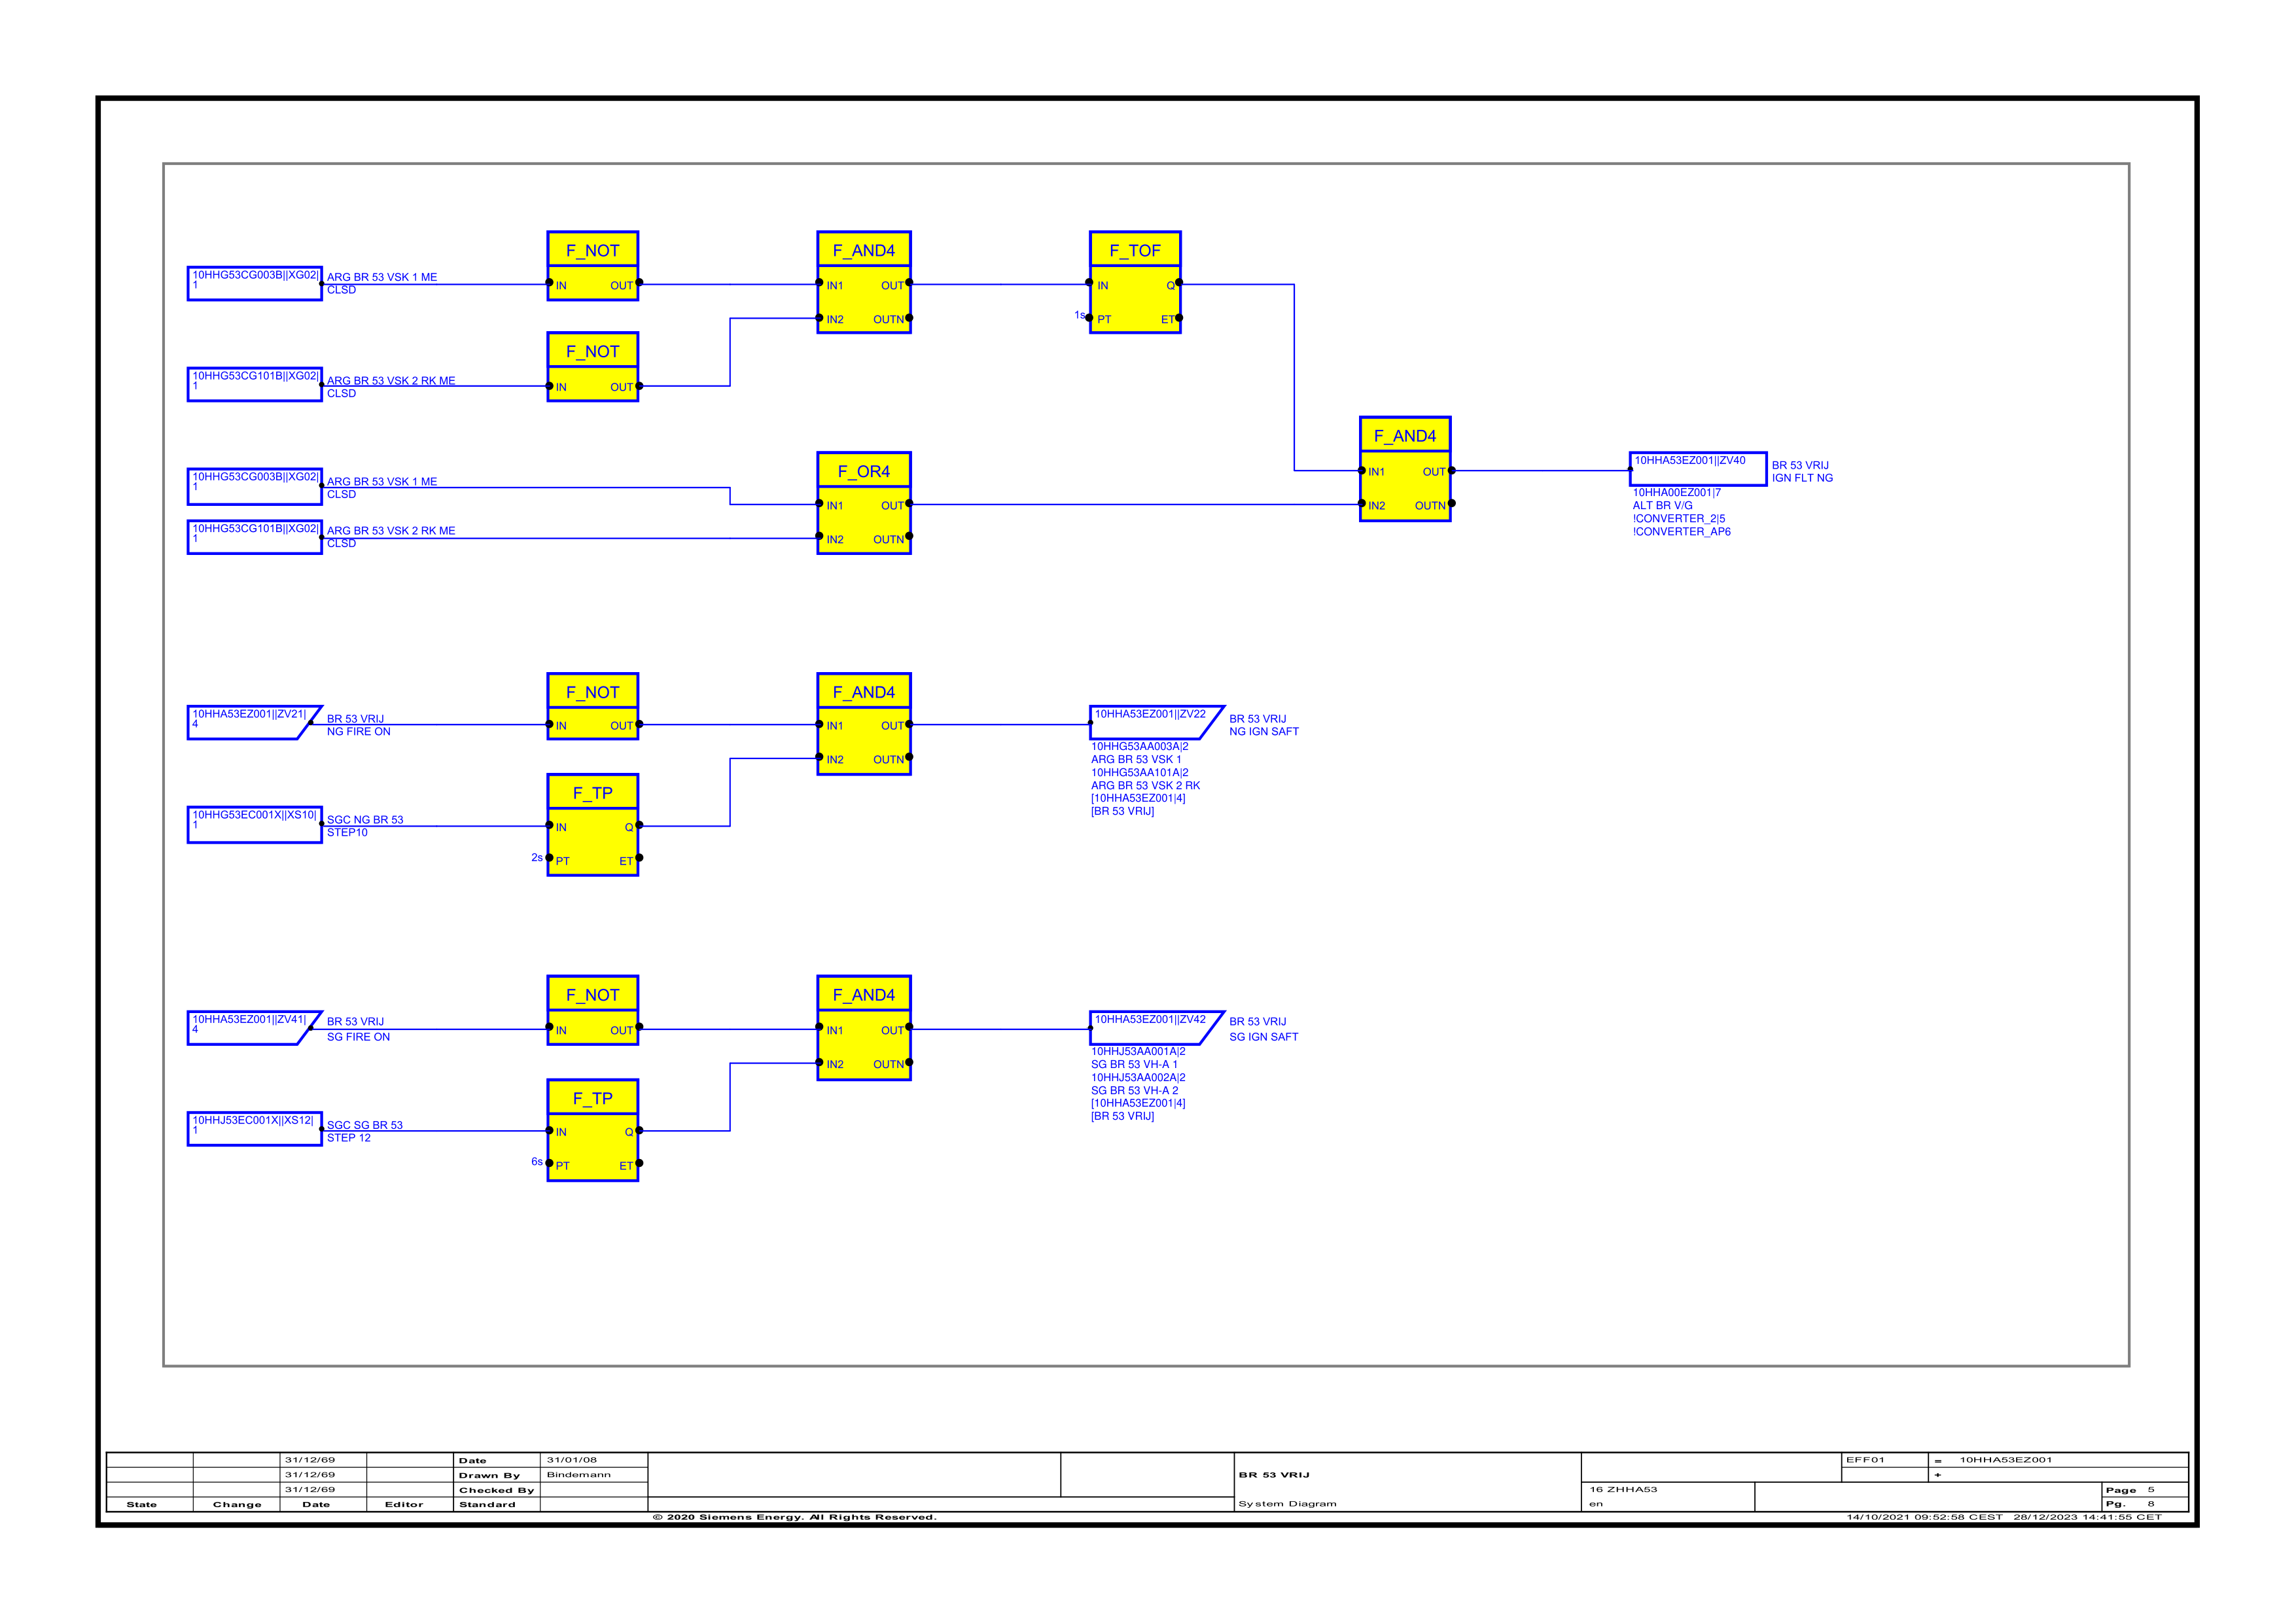 F_NOT
F_AND4
F_TOF
10HHG53CG003B||XG02|
1
ARG BR 53 VSK 1 ME
CLSD
IN OUT
IN1 OUT
IN2 OUTN
IN Q
1s PT ET
F_NOT
10HHG53CG101B||XG02|
1
ARG BR 53 VSK 2 RK ME
CLSD
IN OUT
F_AND4
IN1 OUT
IN2 OUTN
10HHA53EZ001||ZV40
BR 53 VRIJ
IGN FLT NG
10HHA00EZ001|7
ALT BR V/G
!CONVERTER_2|5
!CONVERTER_AP6
F_OR4
10HHG53CG003B||XG02|
1
ARG BR 53 VSK 1 ME
CLSD
IN1 OUT
IN2 OUTN
10HHG53CG101B||XG02|
1
ARG BR 53 VSK 2 RK ME
CLSD
F_NOT
F_AND4
10HHA53EZ001||ZV21|
4
BR 53 VRIJ
NG FIRE ON
IN OUT
IN1 OUT
IN2 OUTN
10HHA53EZ001||ZV22
BR 53 VRIJ
NG IGN SAFT
10HHG53AA003A|2
ARG BR 53 VSK 1
10HHG53AA101A|2
ARG BR 53 VSK 2 RK
[10HHA53EZ001|4]
[BR 53 VRIJ]
F_TP
10HHG53EC001X||XS10|
1
SGC NG BR 53
STEP10
IN Q
2s PT ET
F_NOT
F_AND4
10HHA53EZ001||ZV41|
4
BR 53 VRIJ
SG FIRE ON
IN OUT
IN1 OUT
IN2 OUTN
10HHA53EZ001||ZV42
BR 53 VRIJ
SG IGN SAFT
10HHJ53AA001A|2
SG BR 53 VH-A 1
10HHJ53AA002A|2
SG BR 53 VH-A 2
[10HHA53EZ001|4]
[BR 53 VRIJ]
F_TP
10HHJ53EC001X||XS12|
1
SGC SG BR 53
STEP 12
IN Q
6s PT ET
31/12/69 Date 31/01/08 EFF01 = 10HHA53EZ001
31/12/69 Drawn By Bindemann BR 53 VRIJ +
31/12/69 Checked By 16 ZHHA53 Page 5
State Change Date Editor Standard System Diagram en Pg. 8
© 2020 Siemens Energy. All Rights Reserved. 14/10/2021 09:52:58 CEST 28/12/2023 14:41:55 CET